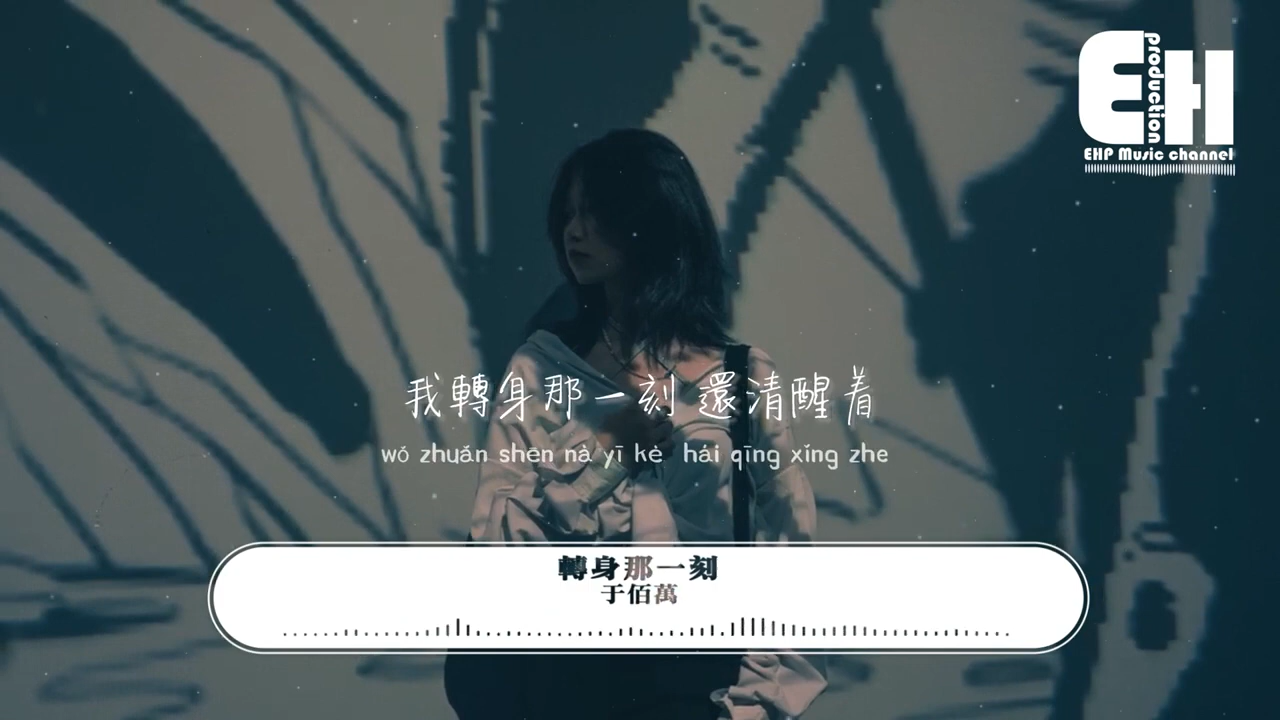 EH
production
EHP Music channel
我轉身那一刻 還清醒着
wǒ zhuǎn shēn nà yī kè hái qīng xǐng zhe
轉身那一刻
于佰萬